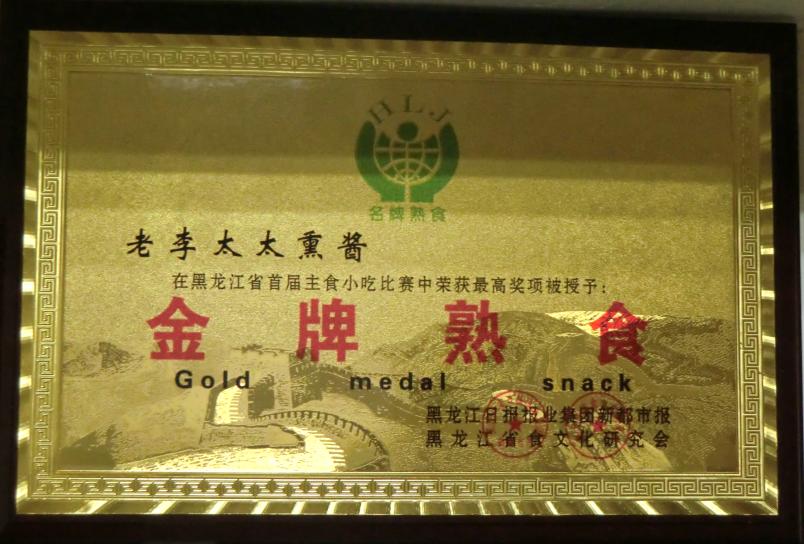 HLJ
名牌熟食
老李太太熏酱
在黑龙江省首届主食小吃比赛中荣获最高奖项被授予:
金牌熟食
Gold medal snack
黑龙江日报报业集团新都市报
黑龙江省食文化研究会